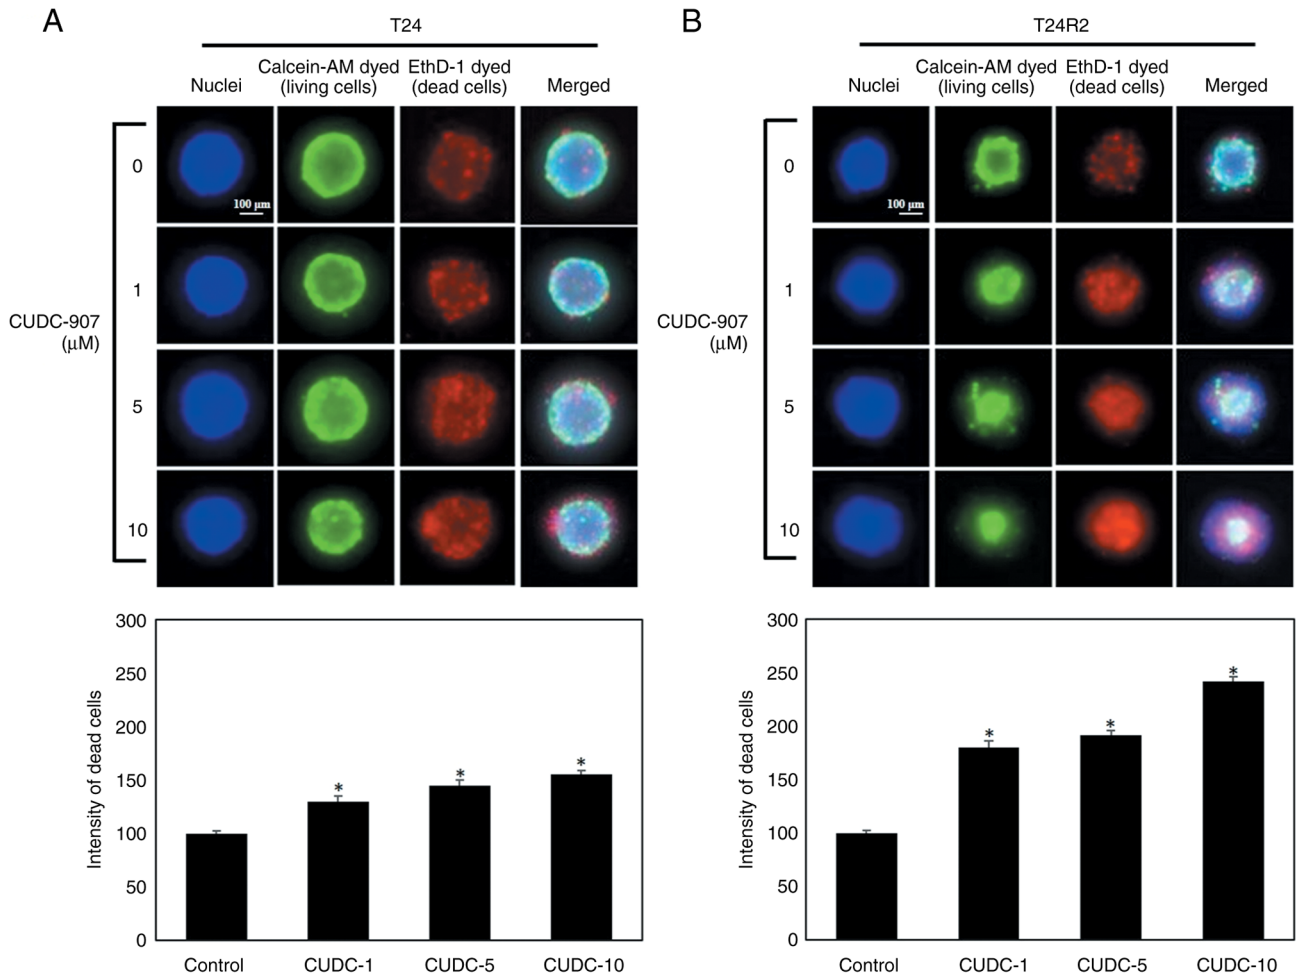 A
T24
Nuclei
Calcein-AM dyed
(living cells)
EthD-1 dyed
(dead cells)
Merged
0
100 μm
1
CUDC-907
(μM)
5
10
300
250
200
150
100
50
0
Intensity of dead cells
*
*
*
Control
CUDC-1
CUDC-5
CUDC-10
B
T24R2
Nuclei
Calcein-AM dyed
(living cells)
EthD-1 dyed
(dead cells)
Merged
0
100 μm
1
CUDC-907
(μM)
5
10
300
250
200
150
100
50
0
Intensity of dead cells
*
*
*
Control
CUDC-1
CUDC-5
CUDC-10